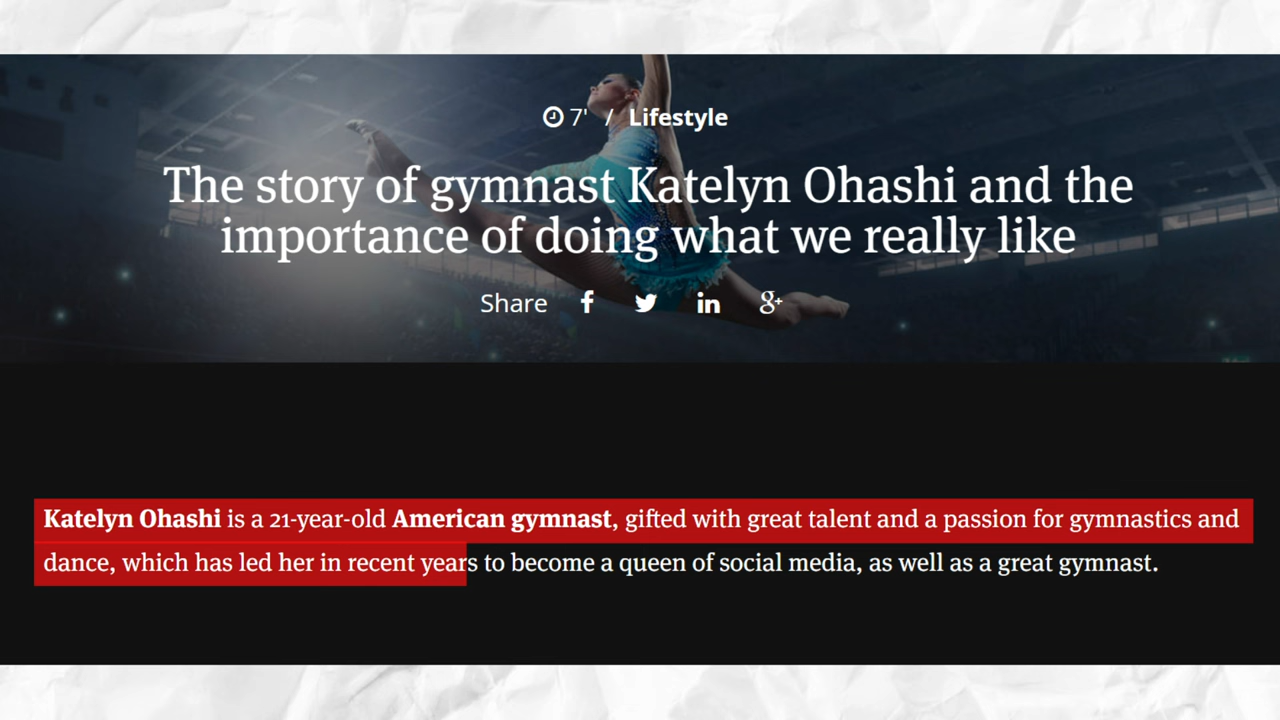 7' / Lifestyle
The story of gymnast Katelyn Ohashi and the
importance of doing what we really like
Share
Katelyn Ohashi is a 21-year-old American gymnast, gifted with great talent and a passion for gymnastics and
dance, which has led her in recent years to become a queen of social media, as well as a great gymnast.